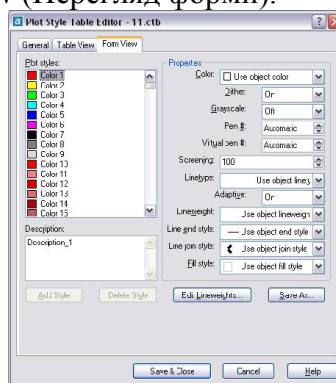 (Перегляд форми).
Plot Style Table Editor - 11.ctb
General Table View Form View
Plot styles:
Color 1
Color 2
Color 3
Color 4
Color 5
Color 6
Color 7
Color 8
Color 9
Color 10
Color 11
Color 12
Color 13
Color 14
Color 15
Description:
Description_1
Add Style Delete Style
Properties
Color: Use object color
Dither: On
Grayscale: Off
Pen #: Automatic
Virtual pen #: Automatic
Screening: 100
Linetype: Use object linety
Adaptive: On
Lineweight: Use object lineweigh
Line end style: Use object end style
Line join style: Use object join style
Fill style: Use object fill style
Edit Lineweights... Save As...
Save & Close Cancel Help